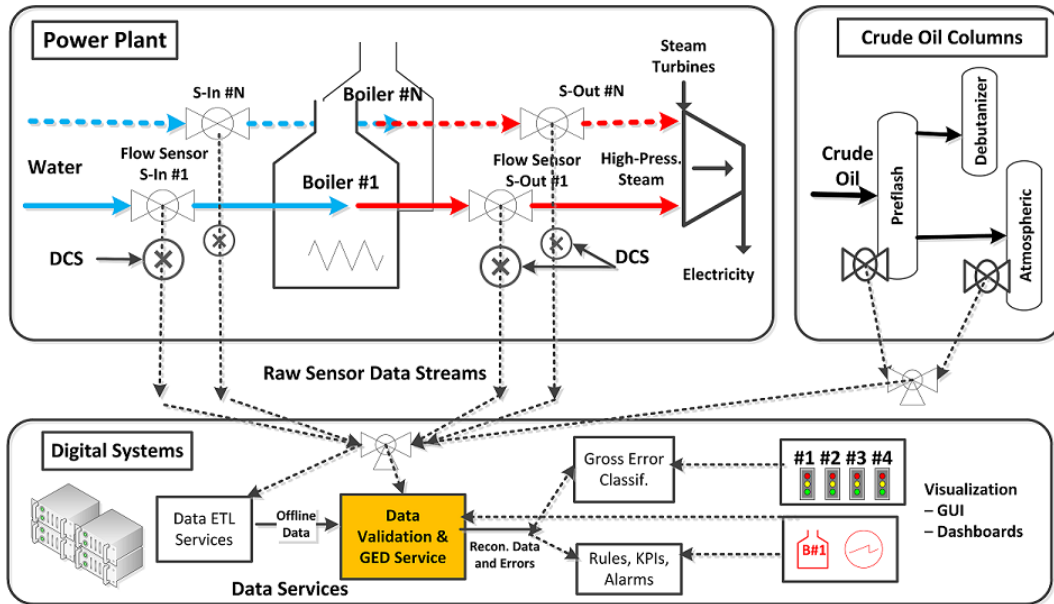 Power Plant
Steam
Turbines
Crude Oil Columns
S-In #N
Boiler #N
S-Out #N
Debutanizer
Water
Flow Sensor
S-In #1
Boiler #1
Flow Sensor
S-Out #1
High-Press.
Steam
Crude
Oil
Preflash
Atmospheric
DCS
DCS
Electricity
Raw Sensor Data Streams
Digital Systems
Gross Error
Classif.
#1 #2 #3 #4
Visualization
– GUI
– Dashboards
Data ETL
Services
Offline
Data
Data
Validation &
GED Service
Recon. Data
and Errors
Rules, KPIs,
Alarms
B#1
Data Services